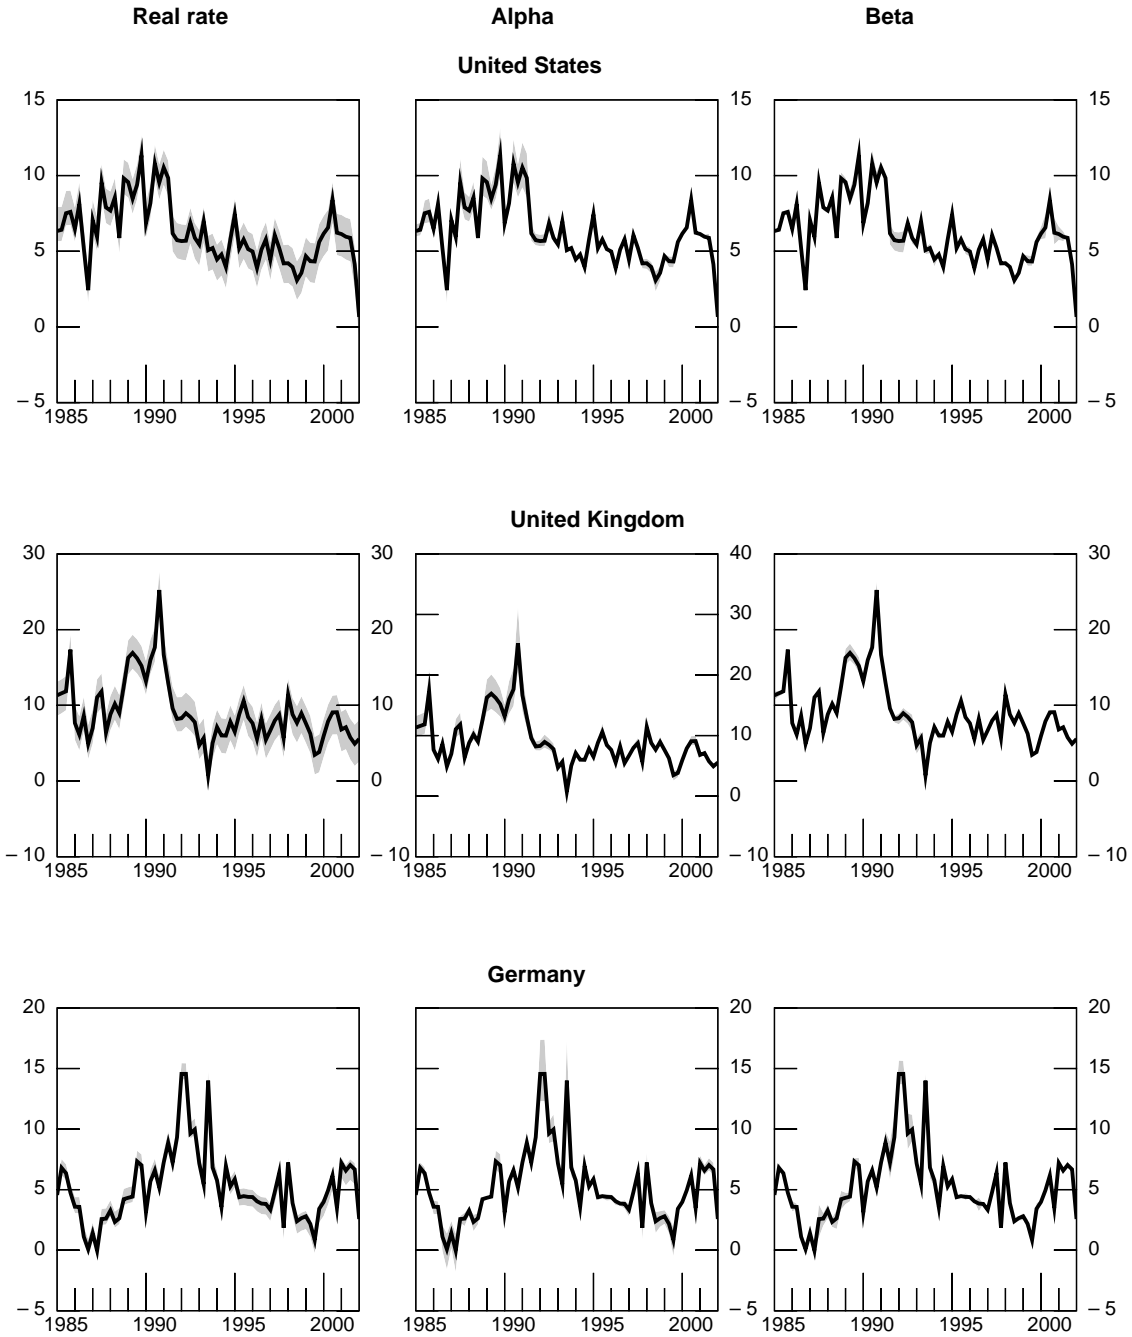 Real rate Alpha Beta
United States
15 15 15
10 10 10
5 5 5
0 0 0
– 5 – 5 – 5
1985 1990 1995 2000 1985 1990 1995 2000 1985 1990 1995 2000
United Kingdom
30 30 40 30
20 20 30 20
10 10 20 10
0 0 10 0
0
– 10 – 10 – 10 – 10
1985 1990 1995 2000 1985 1990 1995 2000 1985 1990 1995 2000
Germany
20 20 20
15 15 15
10 10 10
5 5 5
0 0 0
– 5 – 5 – 5
1985 1990 1995 2000 1985 1990 1995 2000 1985 1990 1995 2000